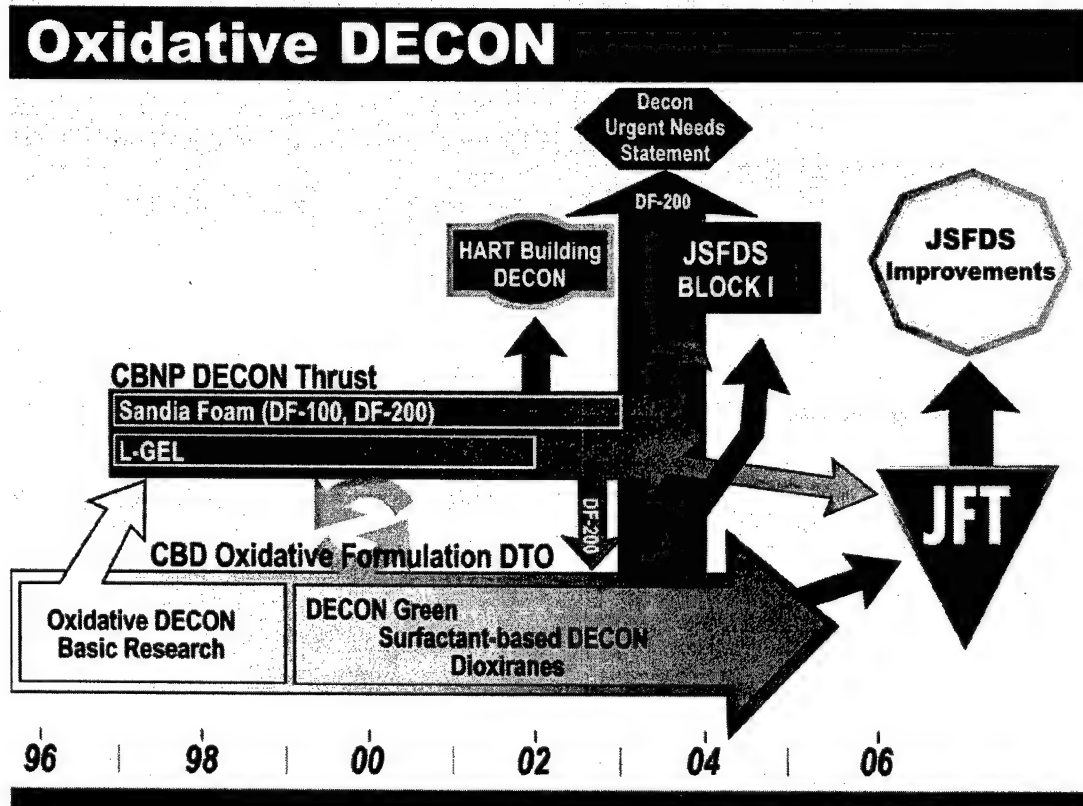 Oxidative DECON
Decon
Urgent Needs
Statement
DF-200
HART Building
DECON
JSFDS
BLOCK I
JSFDS
Improvements
CBNP DECON Thrust
Sandia Foam (DF-100, DF-200)
L-GEL
DF-200
JFT
CBD Oxidative Formulation DTO
Oxidative DECON
Basic Research
DECON Green
Surfactant-based DECON
Dioxiranes
96 98 00 02 04 06